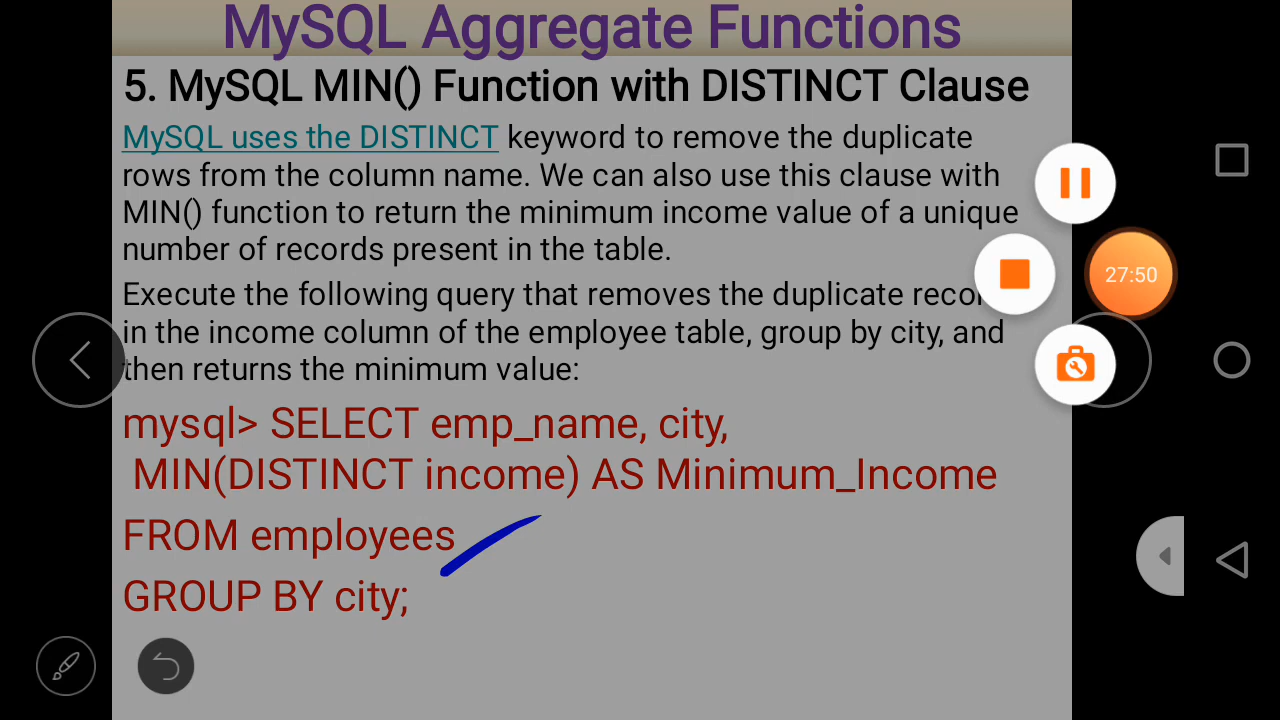 MySQL Aggregate Functions
5. MySQL MIN() Function with DISTINCT Clause
MySQL uses the DISTINCT keyword to remove the duplicate
rows from the column name. We can also use this clause with
MIN() function to return the minimum income value of a unique
number of records present in the table.
Execute the following query that removes the duplicate
in the income column of the employee table, group by city, and
then returns the minimum value:
mysql> SELECT emp_name, city,
MIN(DISTINCT income) AS Minimum_Income
FROM employees
GROUP BY city;
27:50